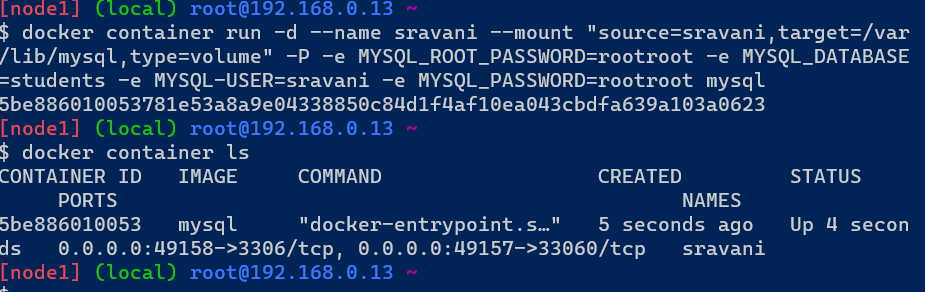 [node1] (local) root@192.168.0.13 ~
$ docker container run -d --name sravani --mount "source=sravani,target=/var
/lib/mysql,type=volume" -P -e MYSQL_ROOT_PASSWORD=rootroot -e MYSQL_DATABASE
=students -e MYSQL-USER=sravani -e MYSQL_PASSWORD=rootroot mysql
5be886010053781e53a8a9e04338850c84d1f4af10ea043cbdfa639a103a0623
[node1] (local) root@192.168.0.13 ~
$ docker container ls
CONTAINER ID   IMAGE     COMMAND                  CREATED         STATUS
     PORTS                                                NAMES
5be886010053   mysql     "docker-entrypoint.s…"   5 seconds ago   Up 4 secon
ds   0.0.0.0:49158->3306/tcp, 0.0.0.0:49157->33060/tcp   sravani
[node1] (local) root@192.168.0.13 ~
$